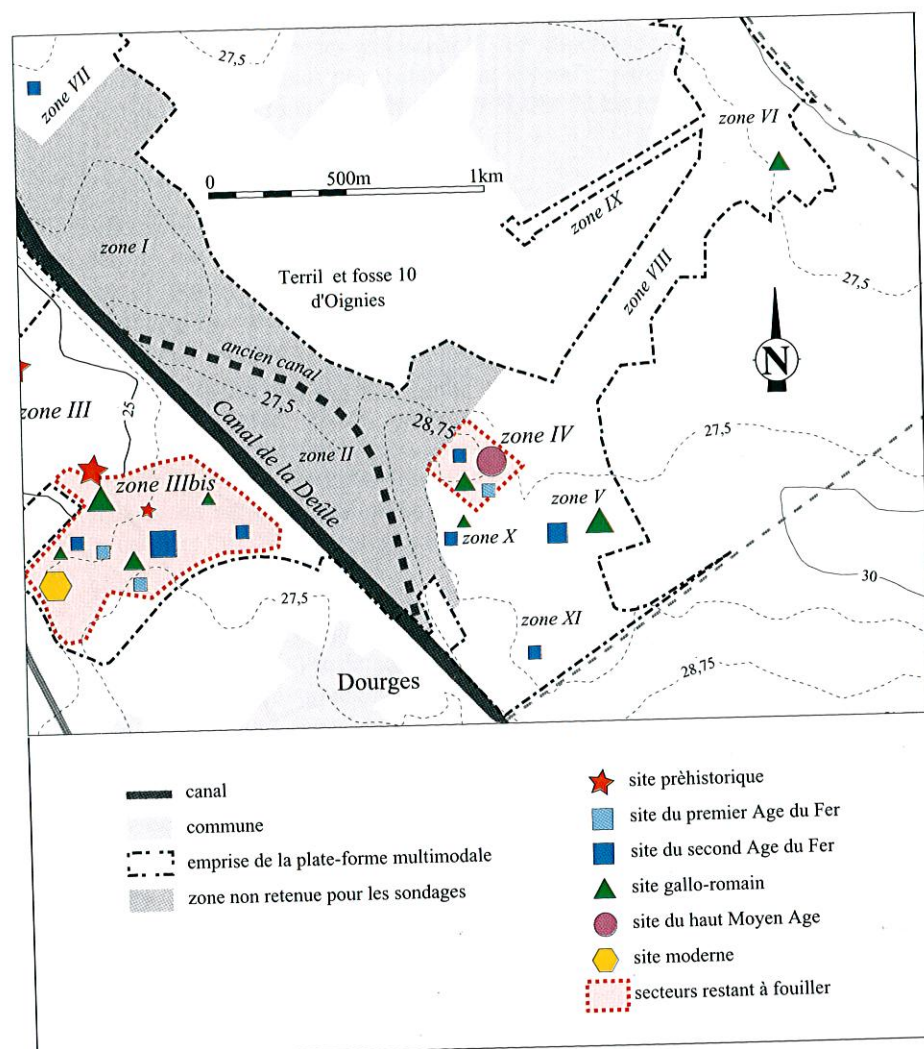 27,5
zone VII
zone VI
0
500m
1km
zone IX
zone I
zone VIII
27,5
Terril et fosse 10
d'Oignies
ancien canal
N
27,5
zone III
25
Canal de la Deûle
28,75
zone IV
27,5
zone II
zone IIIbis
zone V
zone X
30
27,5
zone XI
28,75
Dourges
canal
commune
emprise de la plate-forme multimodale
zone non retenue pour les sondages
site prèhistorique
site du premier Age du Fer
site du second Age du Fer
site gallo-romain
site du haut Moyen Age
site moderne
secteurs restant à fouiller